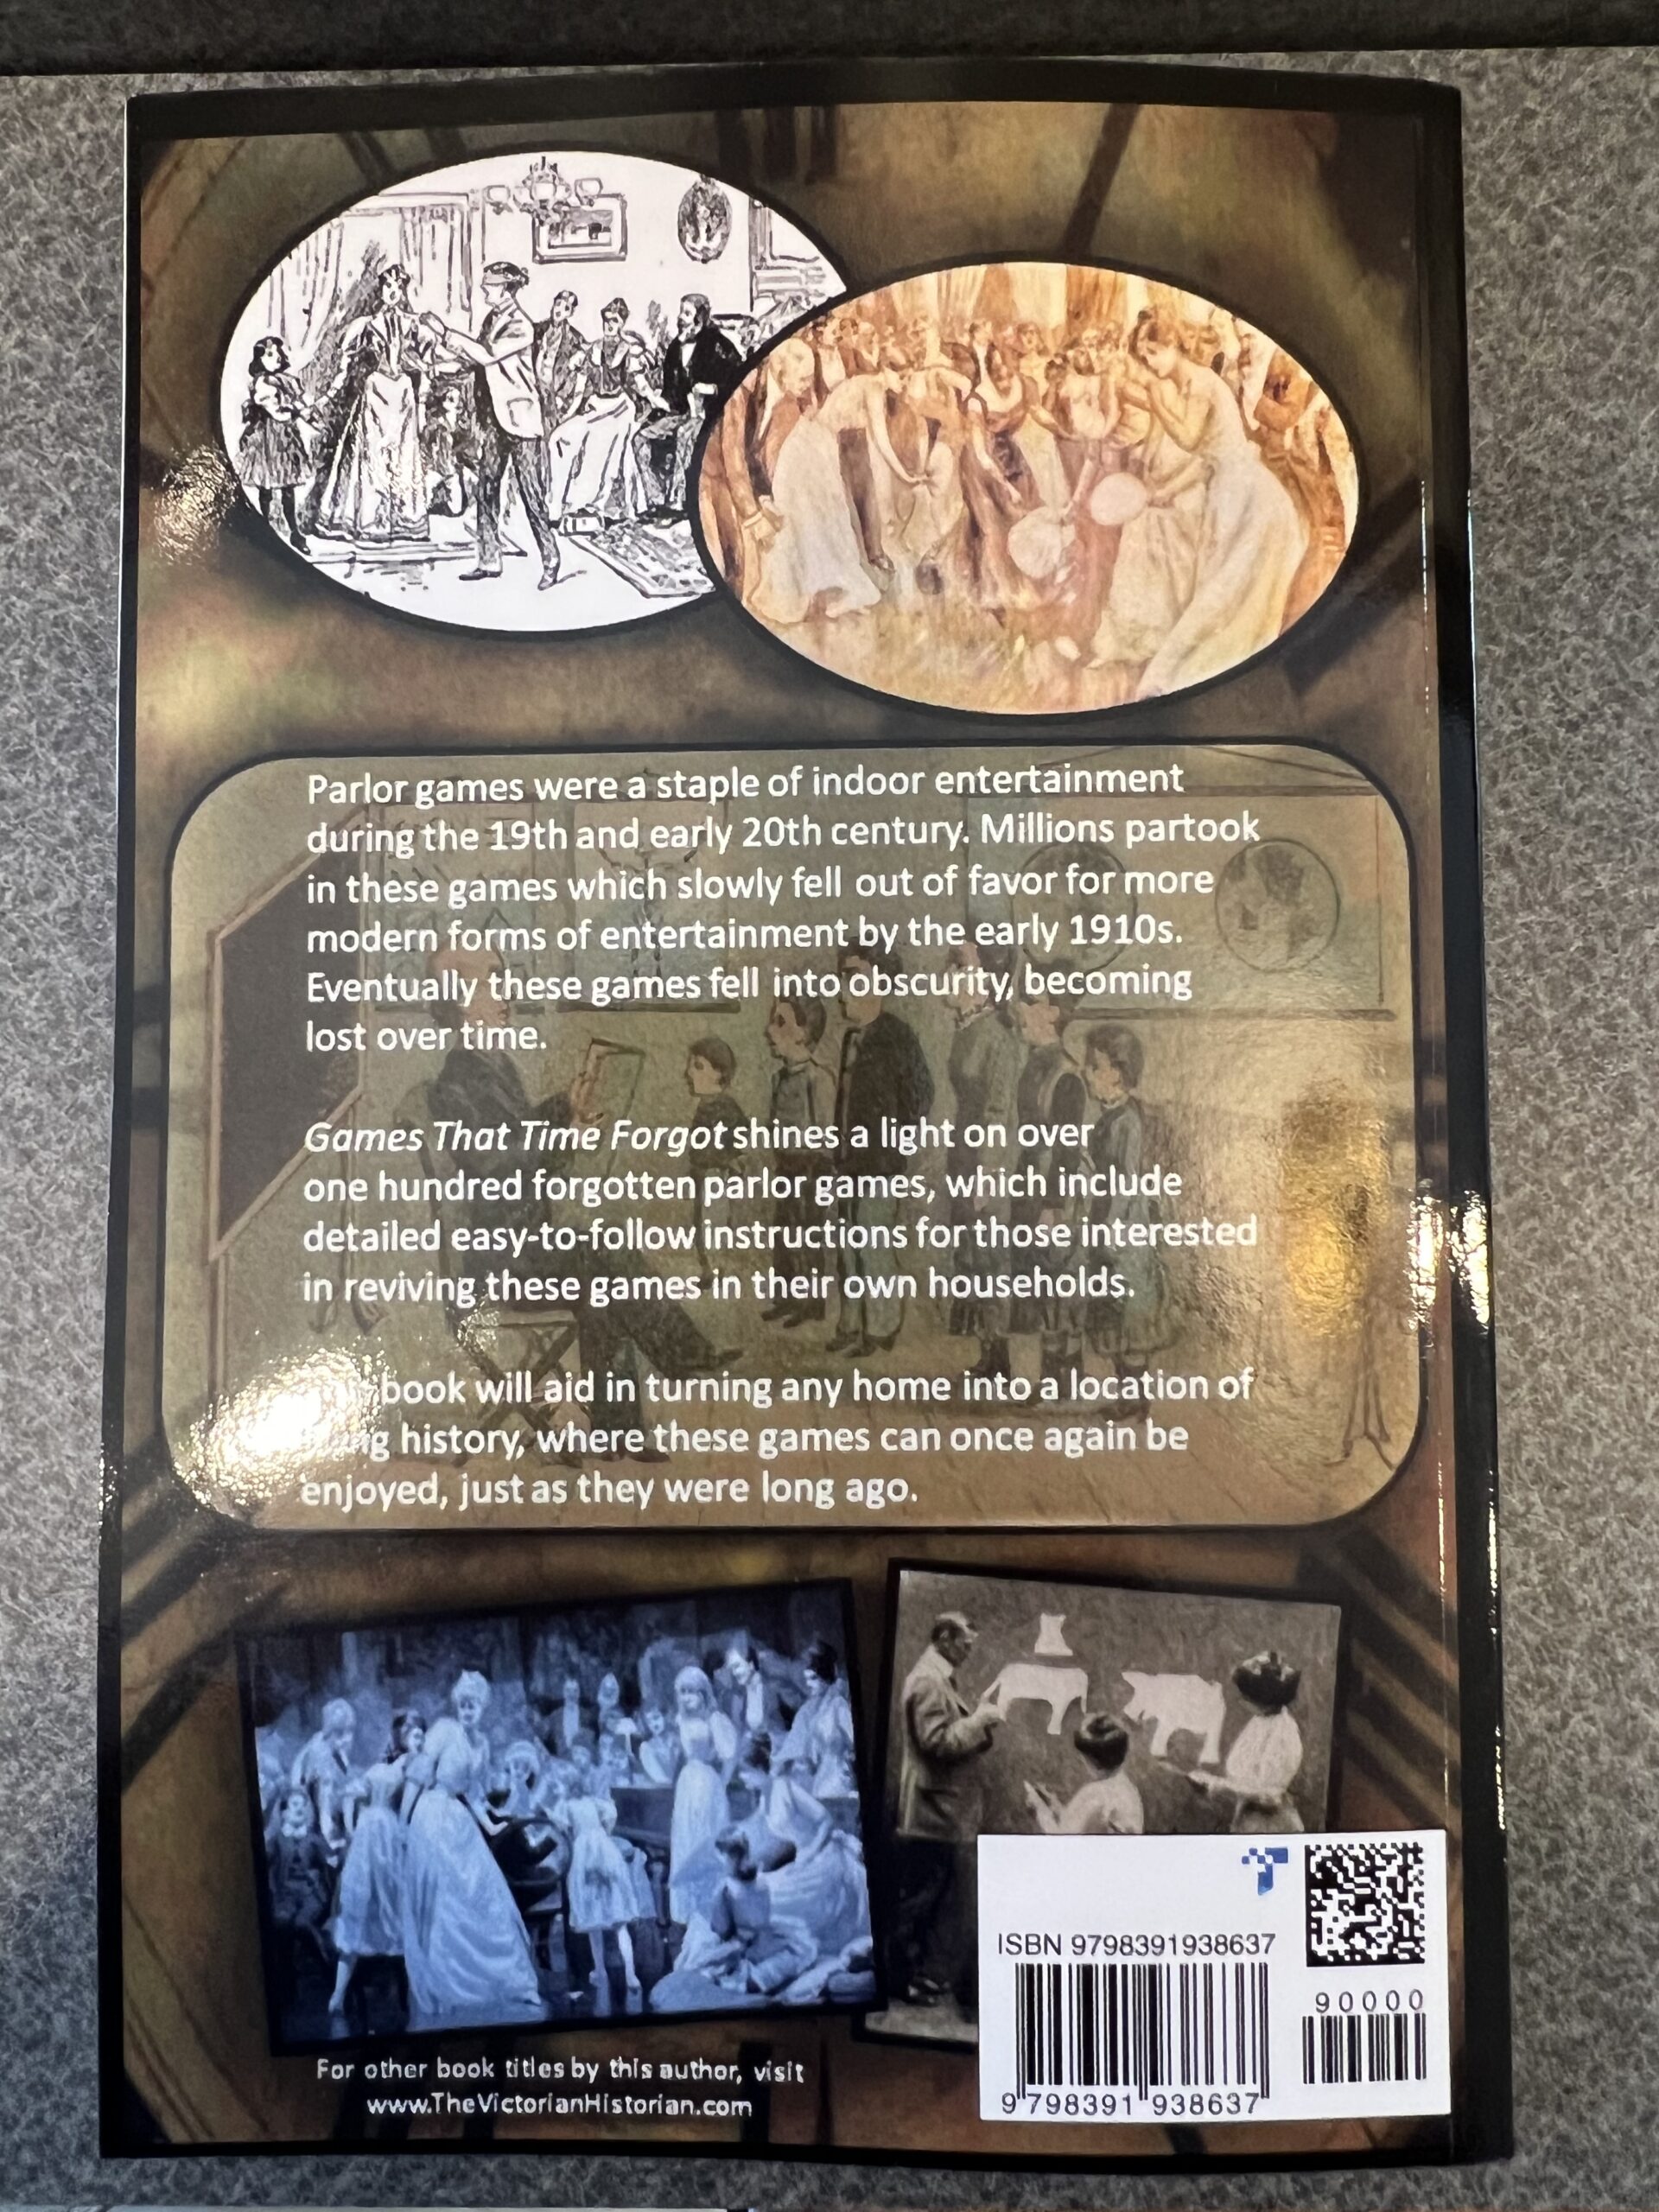 Parlor games were a staple of indoor entertainment
during the 19th and early 20th century. Millions partook
in these games which slowly fell out of favor for more
modern forms of entertainment by the early 1910s.
Eventually these games fell into obscurity, becoming
lost over time.
Games That Time Forgot shines a light on over
one hundred forgotten parlor games, which include
detailed easy-to-follow instructions for those interested
in reviving these games in their own households.
book will aid in turning any home into a location of
history, where these games can once again be
enjoyed, just as they were long ago.
For other book titles by this author, visit
www.TheVictorianHistorian.com
ISBN 9798391938637
90000
9 798391 938637